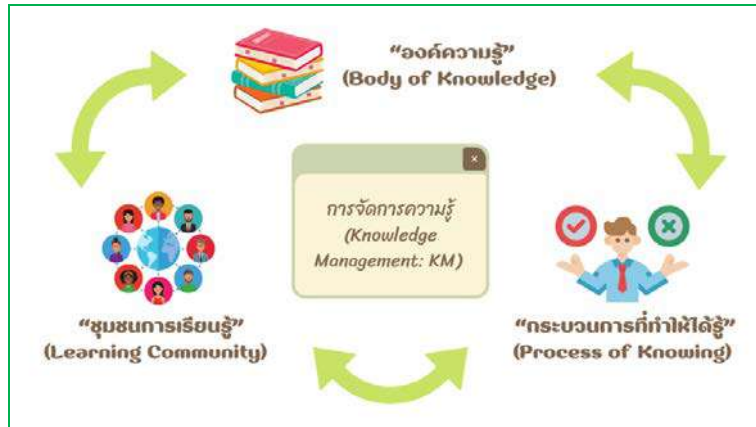 “องค์ความรู้”
(Body of Knowledge)
×
การจัดการความรู้
(Knowledge
Management: KM)
“ชุมชนการเรียนรู้”
(Learning Community)
“กระบวนการที่ทำให้ได้รู้”
(Process of Knowing)